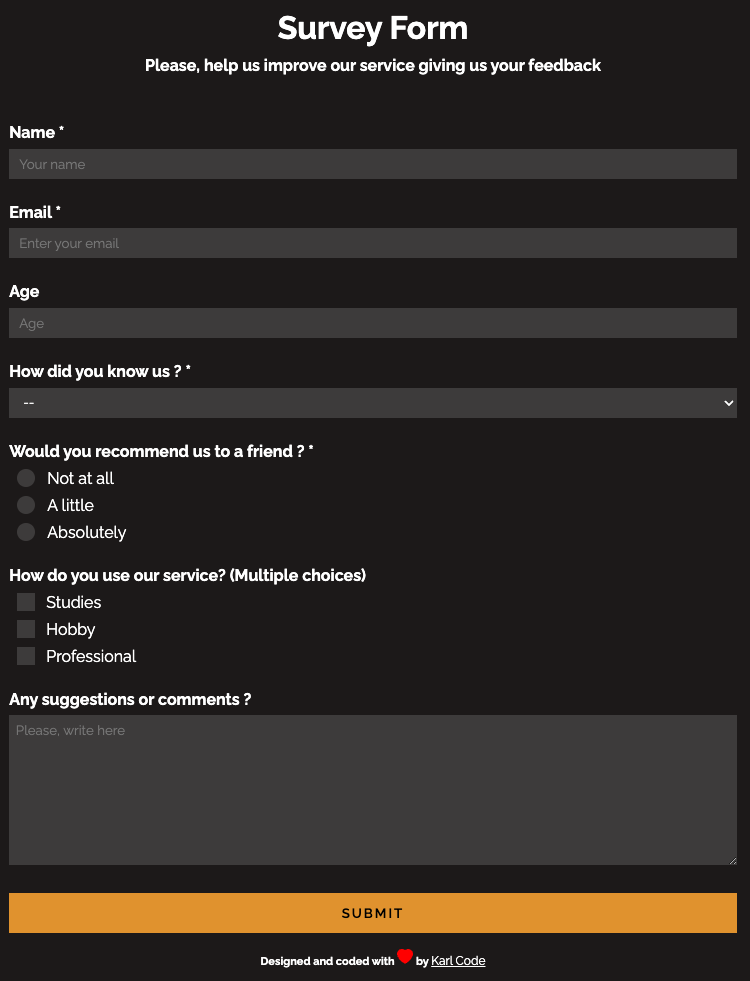 Survey Form
Please, help us improve our service giving us your feedback
Name *
Your name
Email *
Enter your email
Age
Age
How did you know us ? *
--
Would you recommend us to a friend ? *
Not at all
A little
Absolutely
How do you use our service? (Multiple choices)
Studies
Hobby
Professional
Any suggestions or comments ?
Please, write here
SUBMIT
Designed and coded with by Karl Code